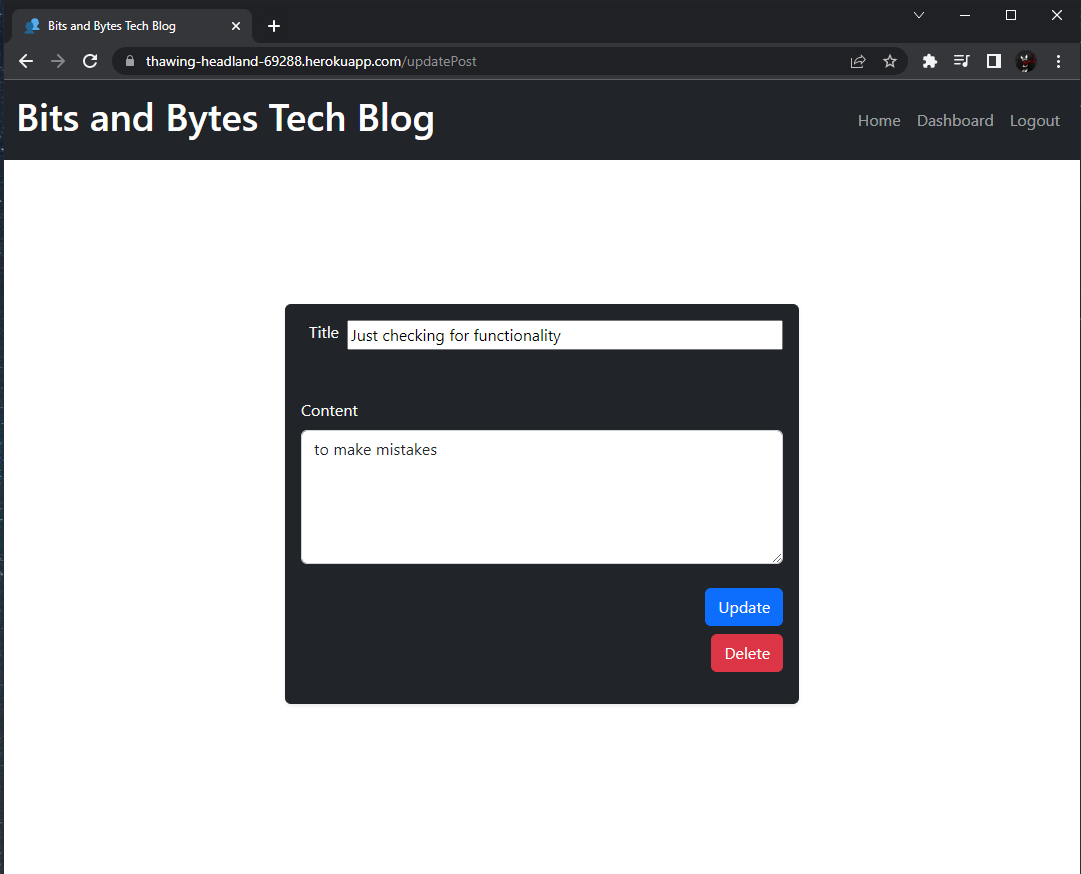 Bits and Bytes Tech Blog
thawing-headland-69288.herokuapp.com/updatePost
Bits and Bytes Tech Blog
Home Dashboard Logout
Title Just checking for functionality
Content
to make mistakes
Update
Delete